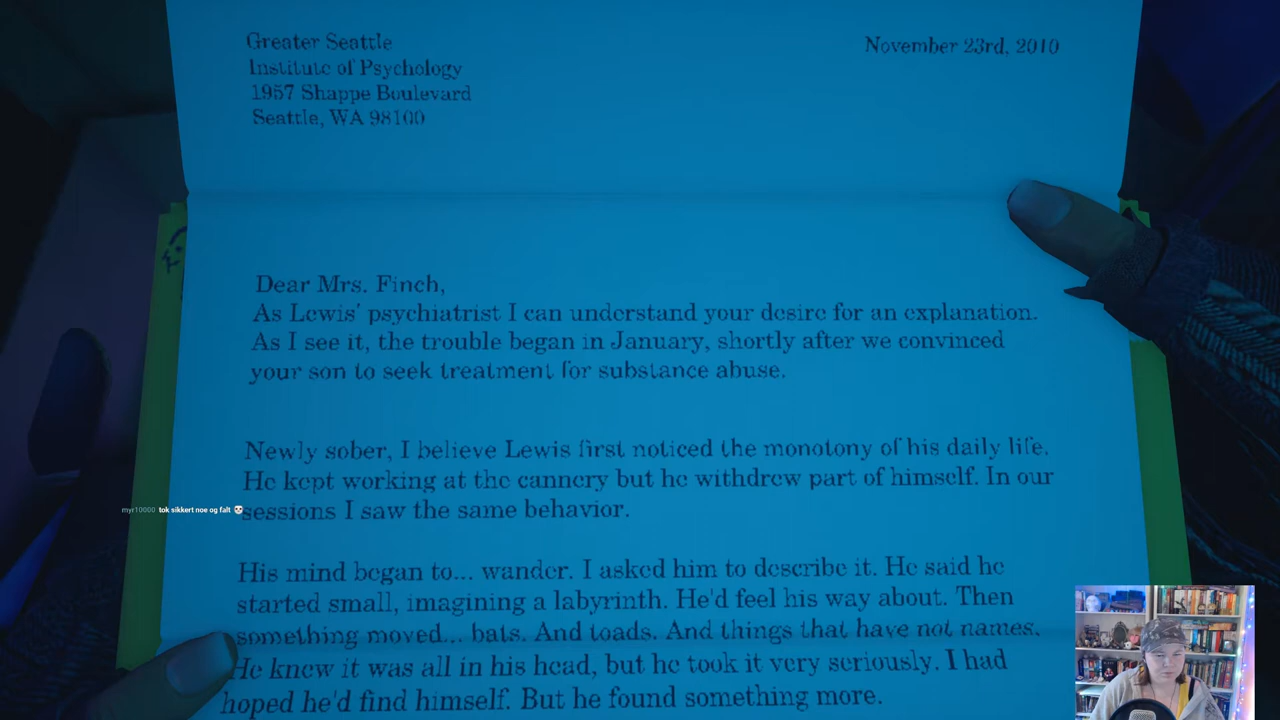 Greater Seattle
Institute of Psychology
1957 Shappe Boulevard
Seattle, WA 98100
November 23rd, 2010
Dear Mrs. Finch,
As Lewis' psychiatrist I can understand your desire for an explanation.
As I see it, the trouble began in January, shortly after we convinced
your son to seek treatment for substance abuse.
Newly sober, I believe Lewis first noticed the monotony of his daily life.
He kept working at the cannery but he withdrew part of himself. In our
sessions I saw the same behavior.
myr10000 tok sikkert noe og falt
His mind began to... wander. I asked him to describe it. He said he
started small, imagining a labyrinth. He'd feel his way about. Then
something moved... bats. And toads. And things that have not names.
He knew it was all in his head, but he took it very seriously. I had
hoped he'd find himself. But he found something more.